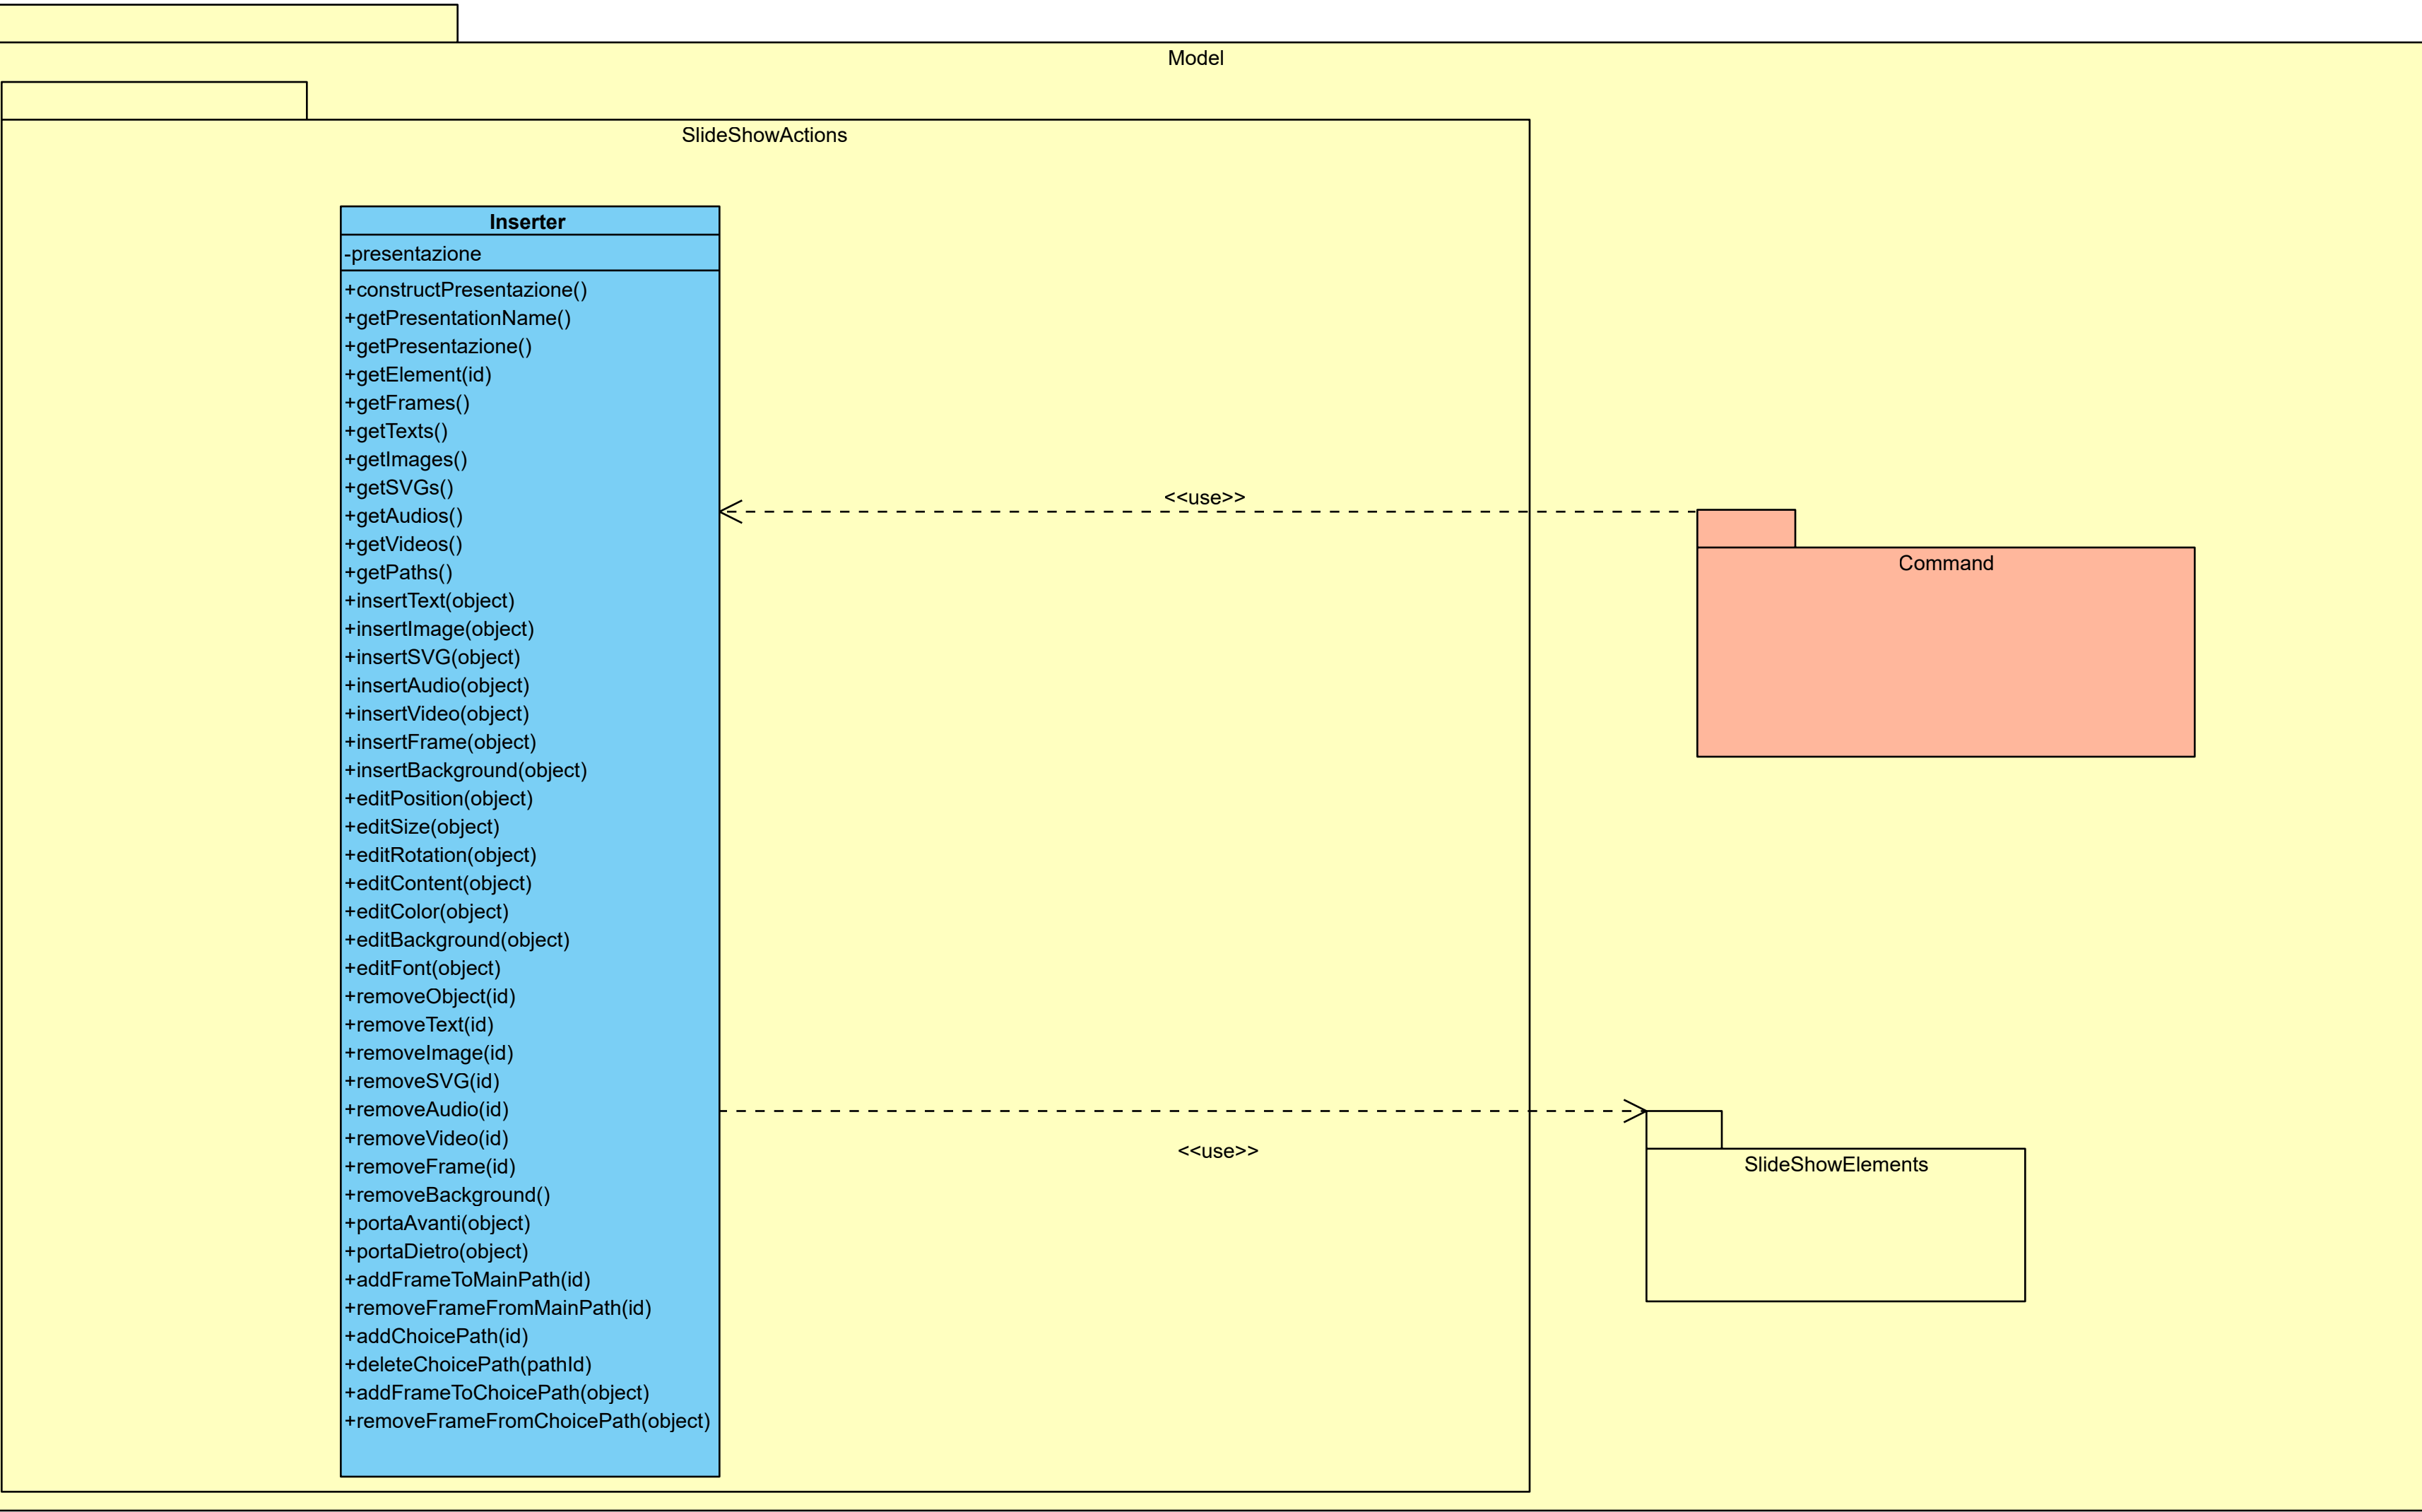 Model
SlideShowActions
Inserter
-presentazione
+constructPresentazione()
+getPresentationName()
+getPresentazione()
+getElement(id)
+getFrames()
+getTexts()
+getImages()
+getSVGs()
+getAudios()
+getVideos()
+getPaths()
+insertText(object)
+insertImage(object)
+insertSVG(object)
+insertAudio(object)
+insertVideo(object)
+insertFrame(object)
+insertBackground(object)
+editPosition(object)
+editSize(object)
+editRotation(object)
+editContent(object)
+editColor(object)
+editBackground(object)
+editFont(object)
+removeObject(id)
+removeText(id)
+removeImage(id)
+removeSVG(id)
+removeAudio(id)
+removeVideo(id)
+removeFrame(id)
+removeBackground()
+portaAvanti(object)
+portaDietro(object)
+addFrameToMainPath(id)
+removeFrameFromMainPath(id)
+addChoicePath(id)
+deleteChoicePath(pathId)
+addFrameToChoicePath(object)
+removeFrameFromChoicePath(object)
<<use>>
Command
<<use>>
SlideShowElements